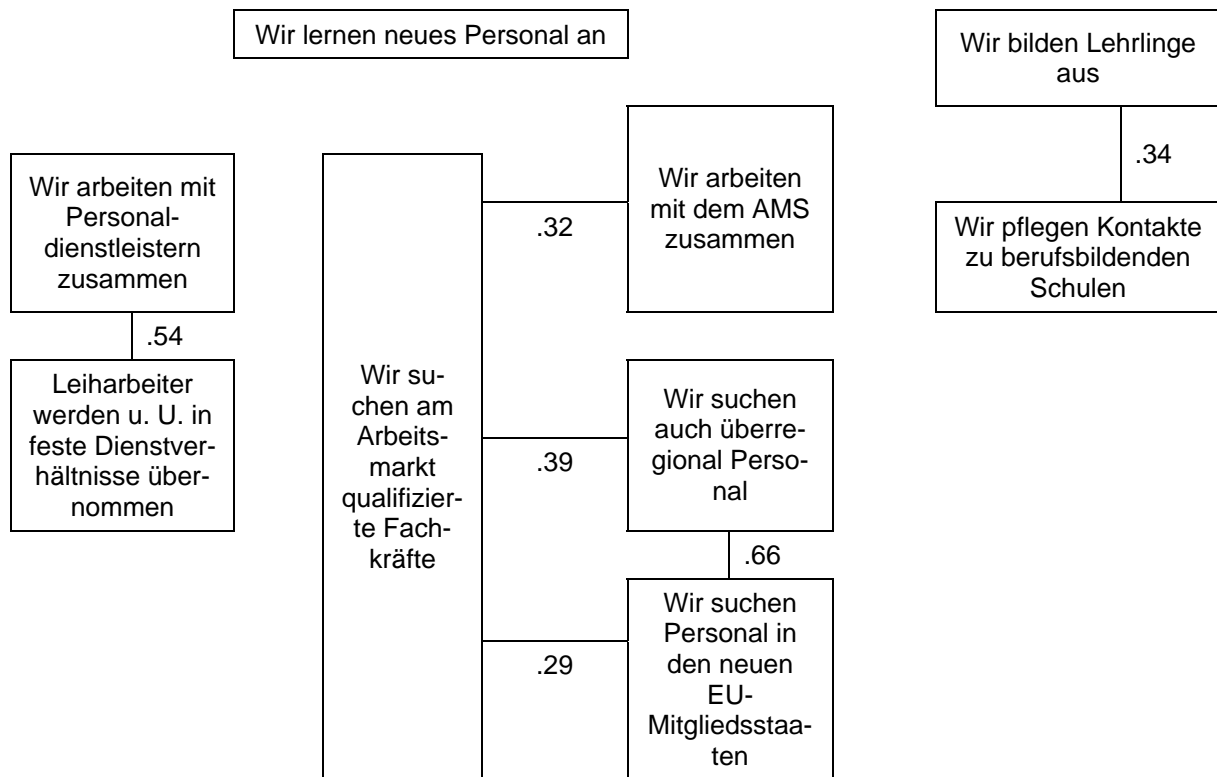 Wir lernen neues Personal an
Wir bilden Lehrlinge
aus
.34
Wir pflegen Kontakte
zu berufsbildenden
Schulen
Wir arbeiten mit
Personal-
dienstleistern
zusammen
.54
Leiharbeiter
werden u. U. in
feste Dienstver-
hältnisse über-
nommen
Wir su-
chen am
Arbeits-
markt
qualifizier-
te Fach-
kräfte
.32
Wir arbeiten
mit dem AMS
zusammen
.39
Wir suchen
auch überre-
gional Perso-
nal
.66
.29
Wir suchen
Personal in
den neuen
EU-
Mitgliedsstaa-
ten